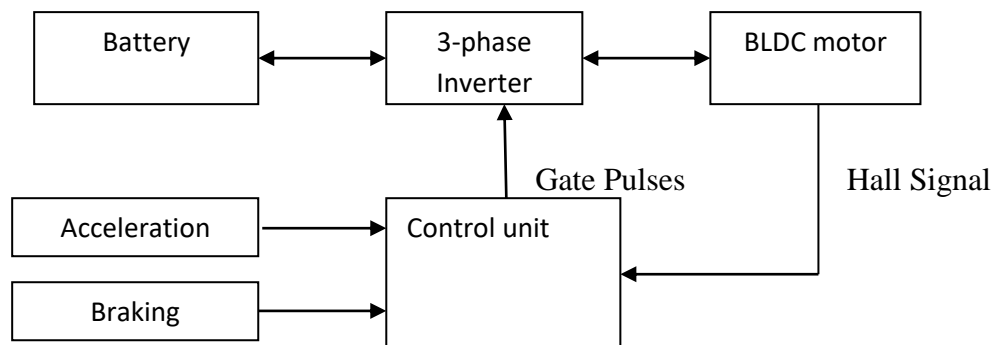 Battery
3-phase
Inverter
BLDC motor
Gate Pulses
Hall Signal
Acceleration
Control unit
Braking